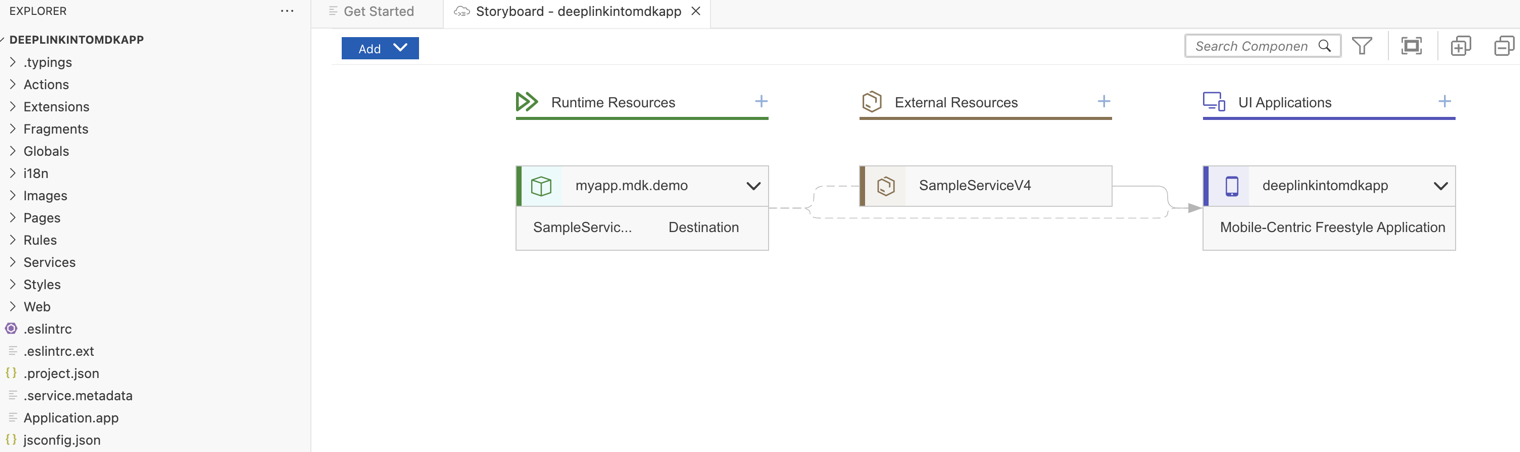 EXPLORER
···
DEEPLINKINTOMDKAPP
.typings
Actions
Extensions
Fragments
Globals
i18n
Images
Pages
Rules
Services
Styles
Web
.eslintrc
.eslintrc.ext
{} .project.json
.service.metadata
Application.app
{} jsconfig.json
Get Started
Storyboard - deeplinkintomdkapp
Add
Search Componen
Runtime Resources
External Resources
UI Applications
myapp.mdk.demo
SampleServic... Destination
SampleServiceV4
deeplinkintomdkapp
Mobile-Centric Freestyle Application